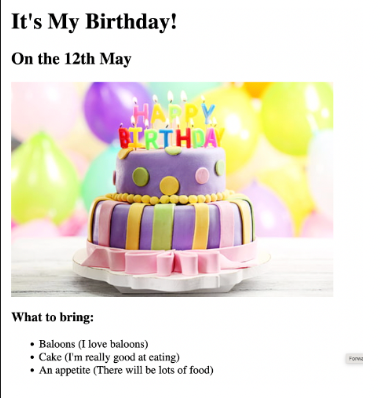 It's My Birthday!
On the 12th May
HAPPY
BIRTHDAY
What to bring:
Baloons (I love baloons)
Cake (I'm really good at eating)
An appetite (There will be lots of food)